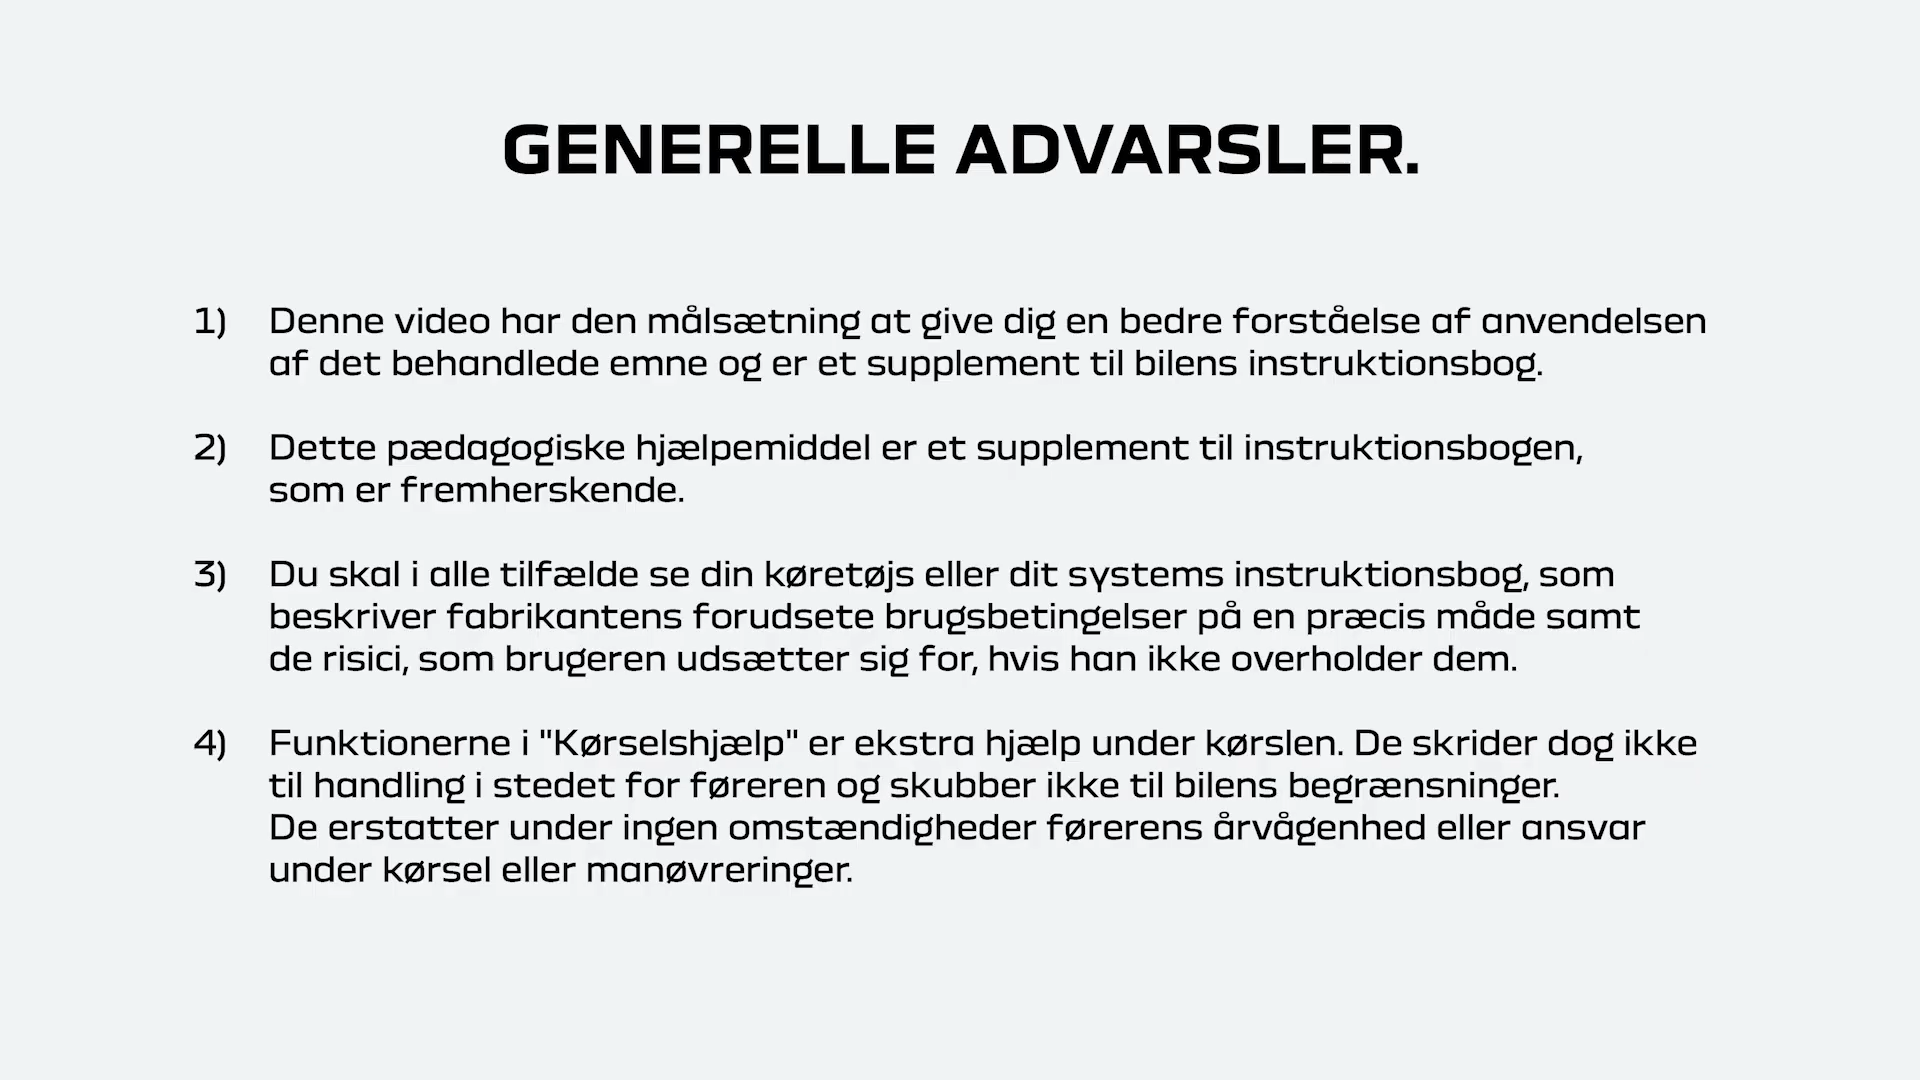 GENERELLE ADVARSLER.
1) Denne video har den målsætning at give dig en bedre forståelse af anvendelsen
af det behandlede emne og er et supplement til bilens instruktionsbog.
2) Dette pædagogiske hjælpemiddel er et supplement til instruktionsbogen,
som er fremherskende.
3) Du skal i alle tilfælde se din køretøjs eller dit systems instruktionsbog, som
beskriver fabrikantens forudsete brugsbetingelser på en præcis måde samt
de risici, som brugeren udsætter sig for, hvis han ikke overholder dem.
4) Funktionerne i "Kørselshjælp" er ekstra hjælp under kørslen. De skrider dog ikke
til handling i stedet for føreren og skubber ikke til bilens begrænsninger.
De erstatter under ingen omstændigheder førerens årvågenhed eller ansvar
under kørsel eller manøvreringer.